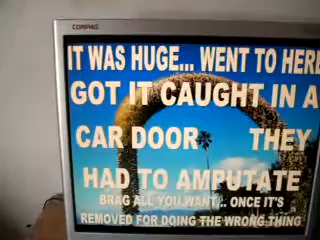 COMPAQ
IT WAS HUGE... WENT TO HERE
GOT IT CAUGHT IN A
CAR DOOR THEY
HAD TO AMPUTATE
BRAG ALL YOU WANT... ONCE IT'S
REMOVED FOR DOING THE WRONG THING